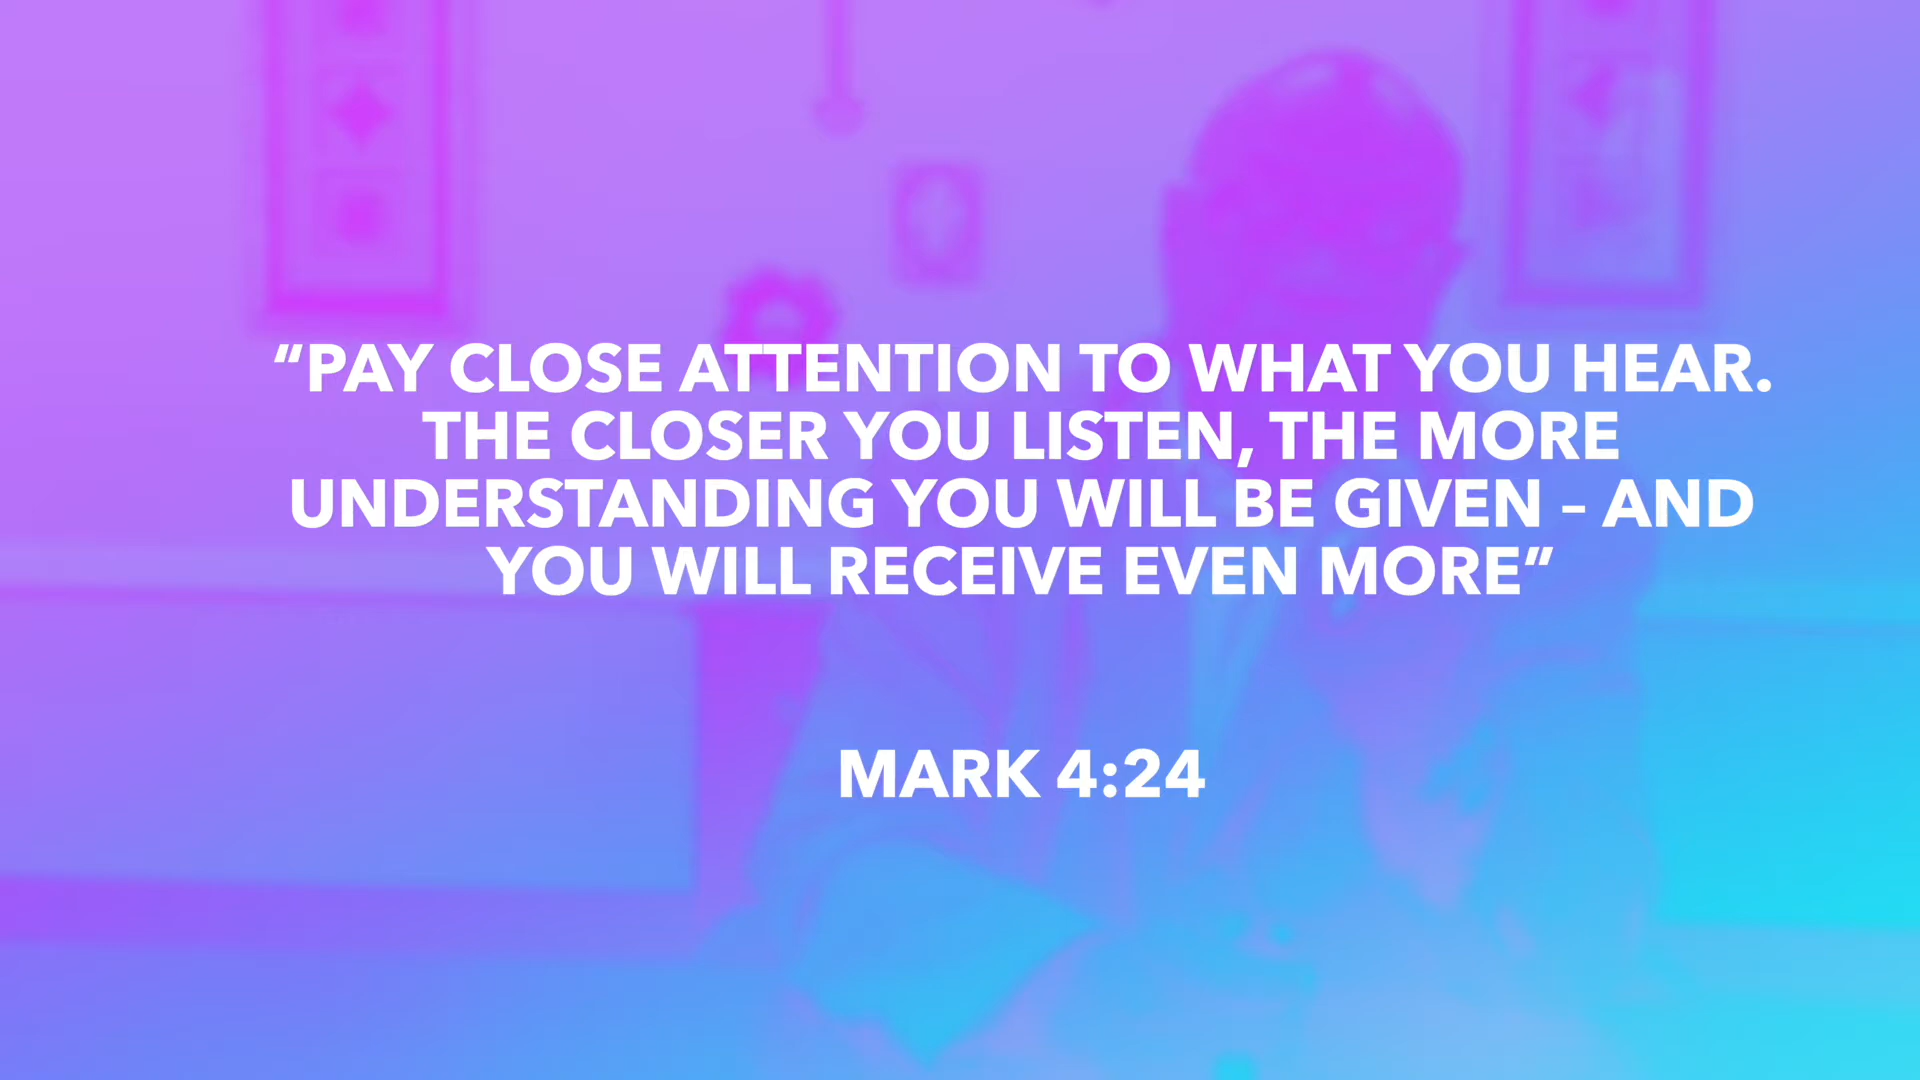 “PAY CLOSE ATTENTION TO WHAT YOU HEAR.
THE CLOSER YOU LISTEN, THE MORE
UNDERSTANDING YOU WILL BE GIVEN – AND
YOU WILL RECEIVE EVEN MORE”
MARK 4:24